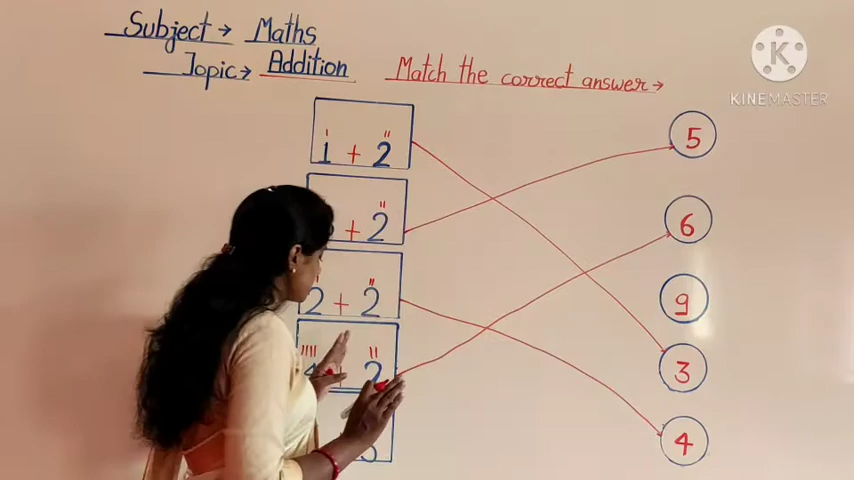 Subject → Maths
Topic → Addition Match the correct answer →
K
KINEMASTER
1 + 2
5
+ 2
6
2 + 2
9
2
3
4